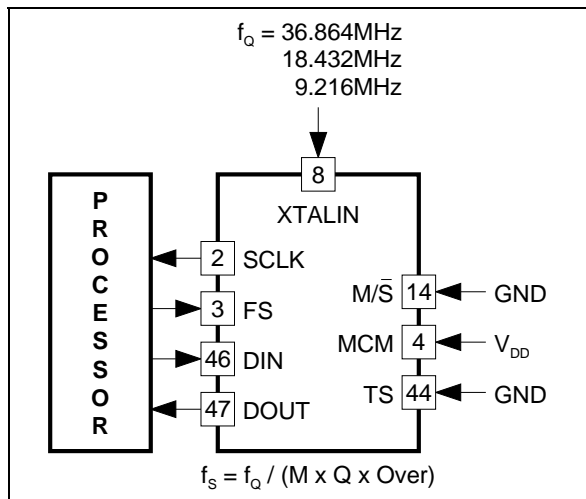 f_Q = 36.864MHz
18.432MHz
9.216MHz
8
XTALIN
PROCESSOR
2 SCLK
3 FS
46 DIN
47 DOUT
M/S̅ 14 GND
MCM 4 V_DD
TS 44 GND
f_S = f_Q / (M x Q x Over)